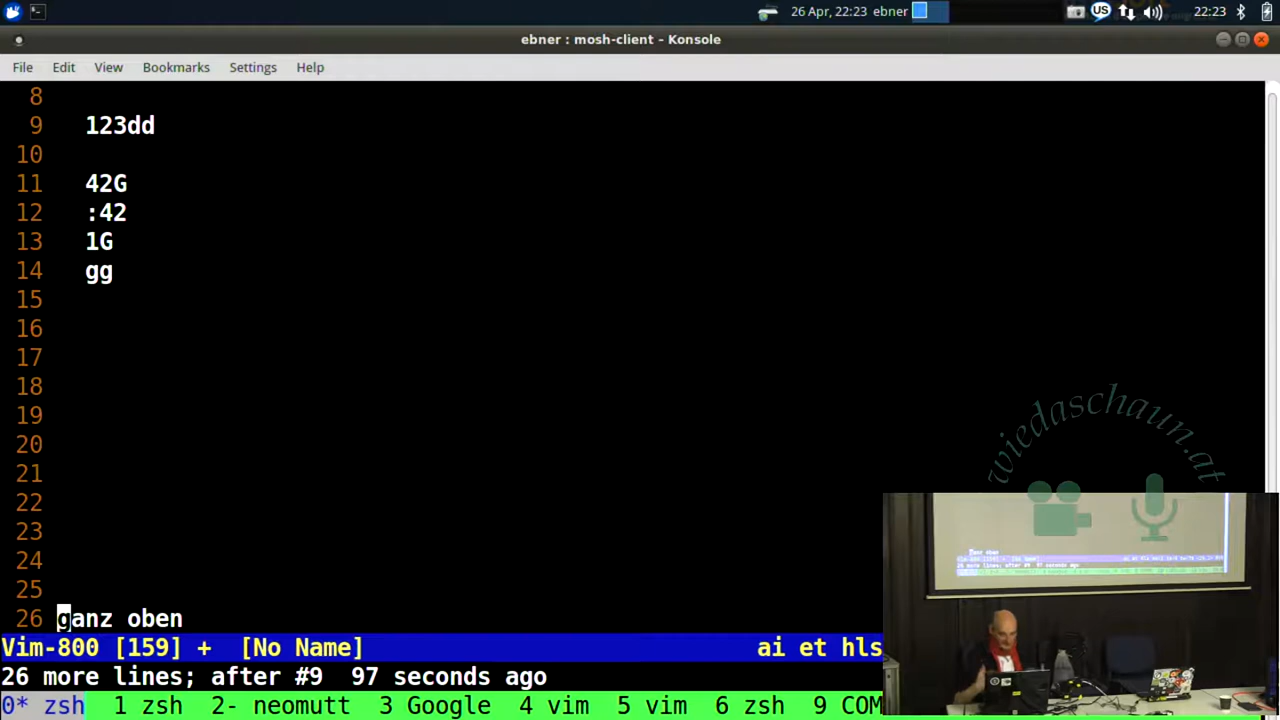 26 Apr, 22:23 ebner US 22:23
ebner : mosh-client – Konsole
File Edit View Bookmarks Settings Help
8
9 123dd
10
11 42G
12 :42
13 1G
14 gg
15
16
17
18
19
20
21
22
23
24
25
26 ganz oben
Vim-800 [159] + [No Name] ai et hls
26 more lines; after #9 97 seconds ago
0* zsh 1 zsh 2- neomutt 3 Google 4 vim 5 vim 6 zsh 9 COM
wiedaschaun.at